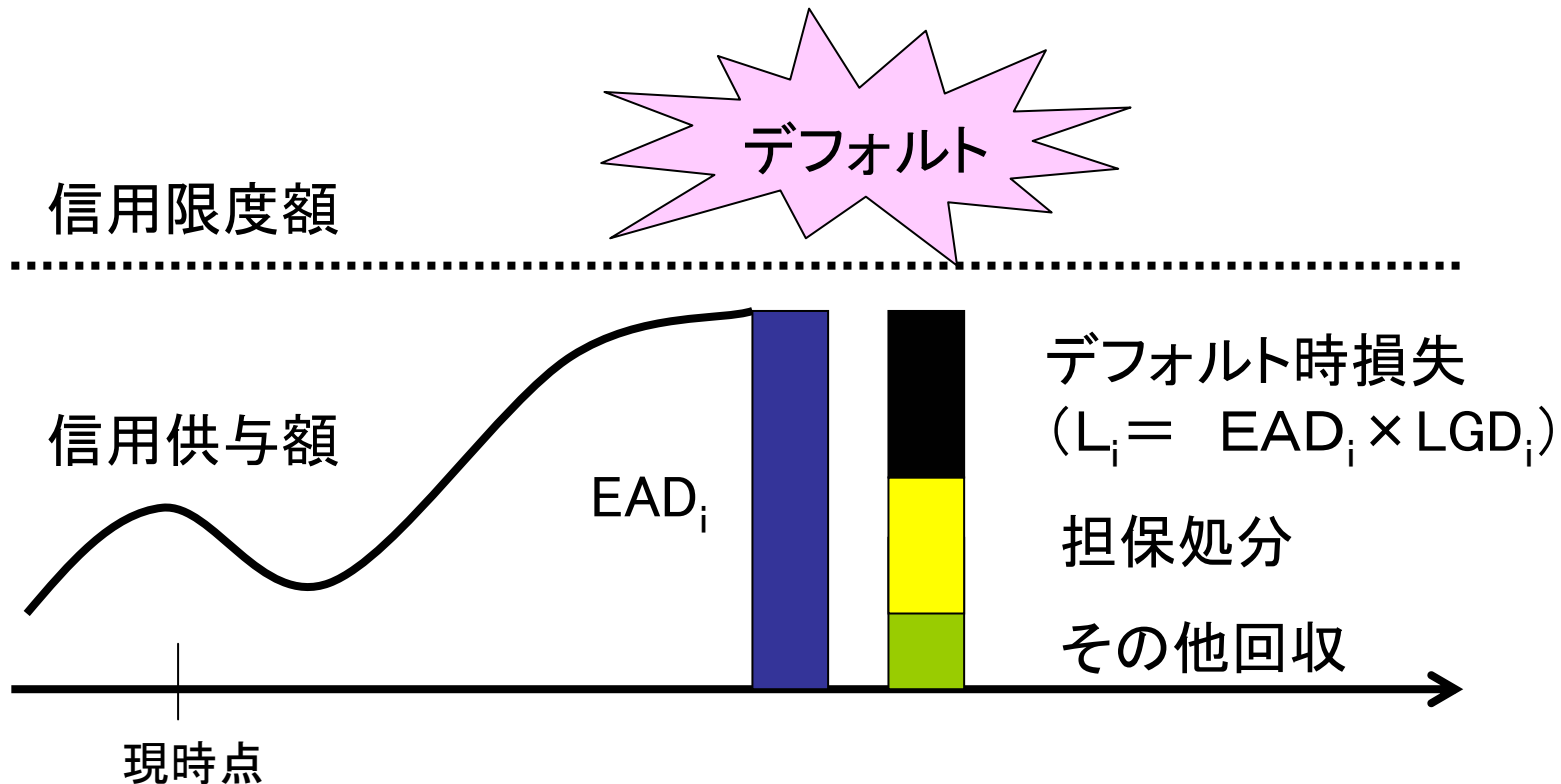 デフォルト
信用限度額
デフォルト時損失
（Li＝　EADi×LGDi）
信用供与額
EADi
担保処分
その他回収
現時点